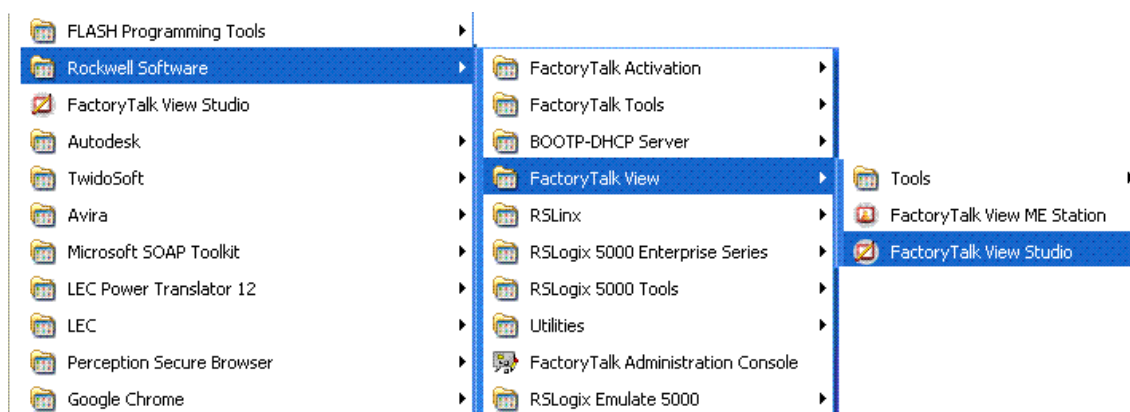 FLASH Programming Tools
Rockwell Software
FactoryTalk View Studio
Autodesk
TwidoSoft
Avira
Microsoft SOAP Toolkit
LEC Power Translator 12
LEC
Perception Secure Browser
Google Chrome
FactoryTalk Activation
FactoryTalk Tools
BOOTP-DHCP Server
FactoryTalk View
RSLinx
RSLogix 5000 Enterprise Series
RSLogix 5000 Tools
Utilities
FactoryTalk Administration Console
RSLogix Emulate 5000
Tools
FactoryTalk View ME Station
FactoryTalk View Studio